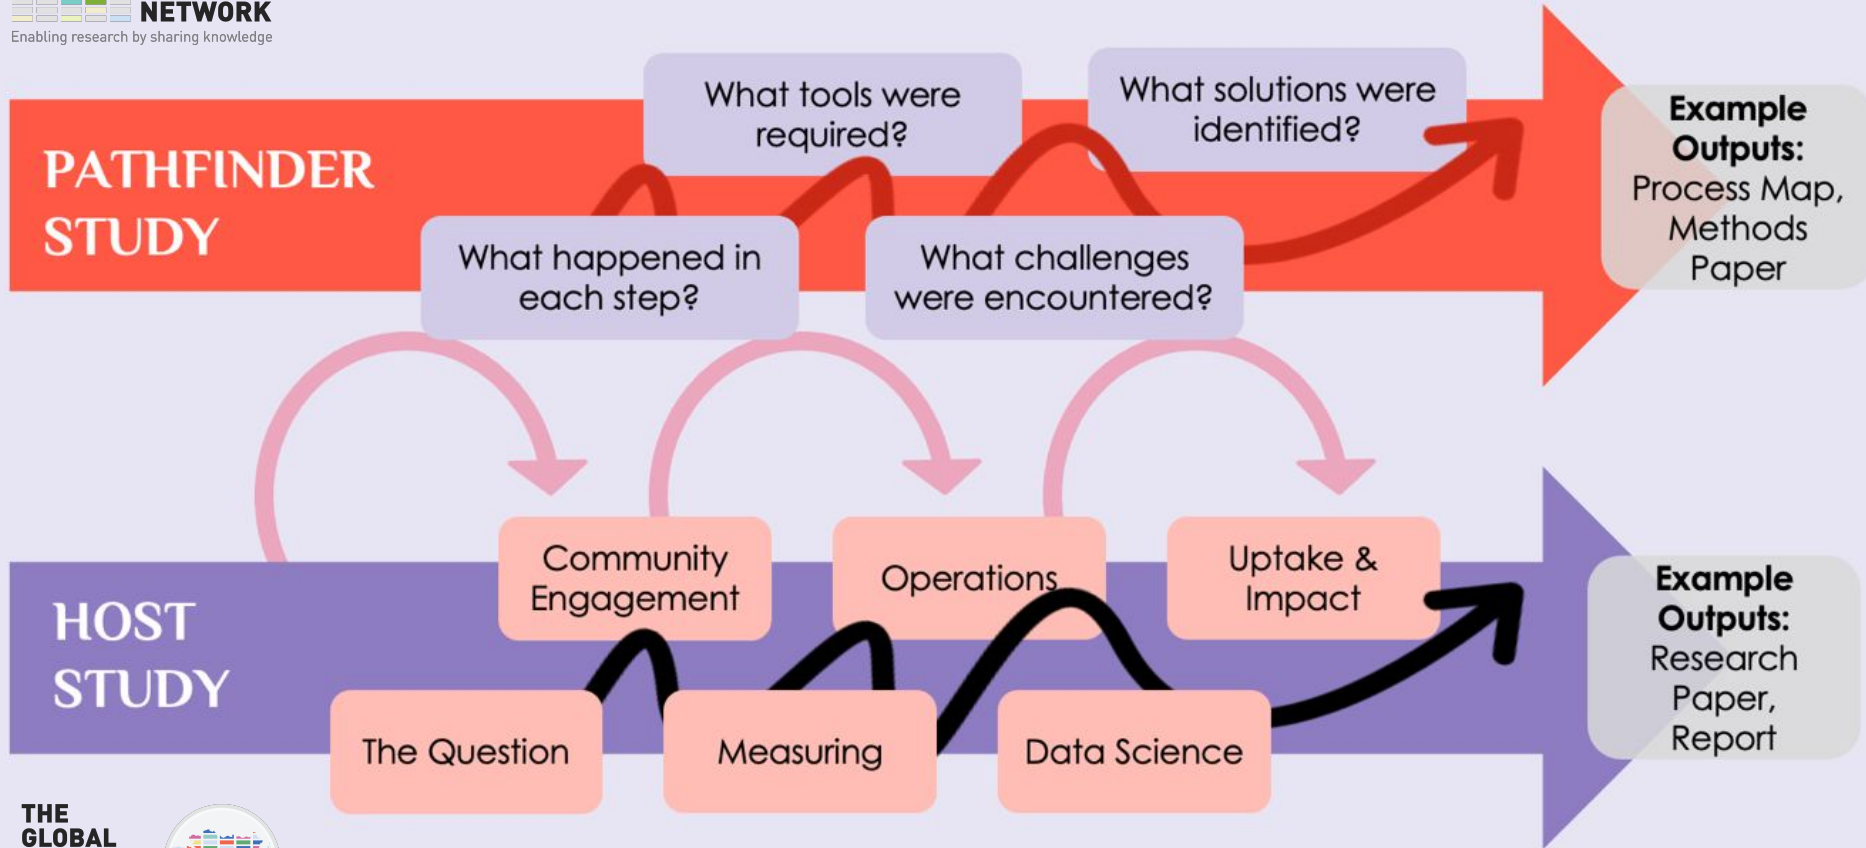 NETWORK
Enabling research by sharing knowledge
PATHFINDER
STUDY
What tools were
required?
What solutions were
identified?
What happened in
each step?
What challenges
were encountered?
Example
Outputs:
Process Map,
Methods
Paper
HOST
STUDY
Community
Engagement
Operations
Uptake &
Impact
The Question
Measuring
Data Science
Example
Outputs:
Research
Paper,
Report
THE
GLOBAL